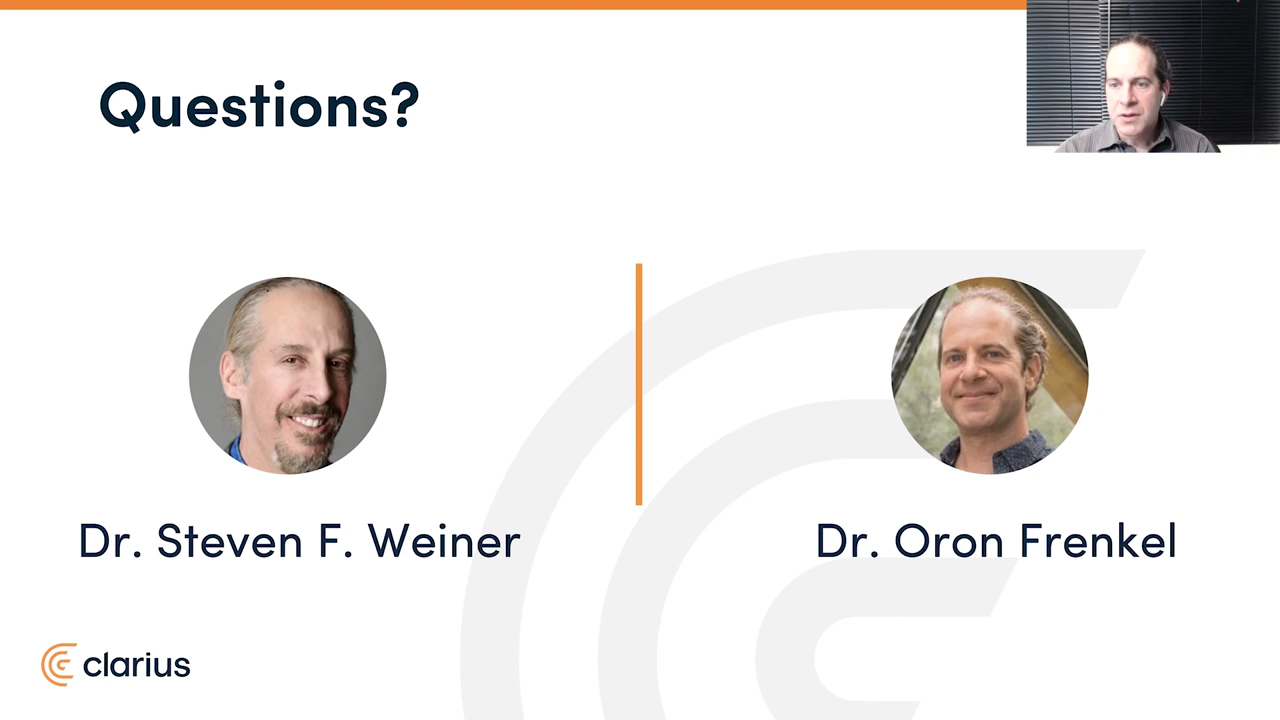 Questions?
Dr. Steven F. Weiner
Dr. Oron Frenkel
clarius